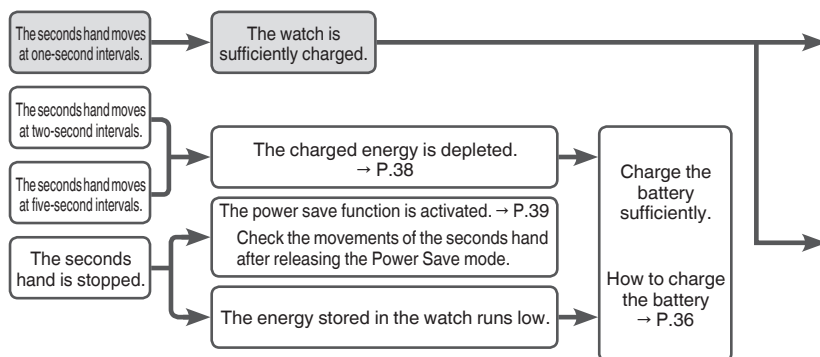 The seconds hand moves
at one-second intervals.
The watch is
sufficiently charged.
The seconds hand moves
at two-second intervals.
The seconds hand moves
at five-second intervals.
The charged energy is depleted.
→ P.38
The power save function is activated. → P.39
Check the movements of the seconds hand
after releasing the Power Save mode.
The seconds
hand is stopped.
The energy stored in the watch runs low.
Charge the
battery
sufficiently.
How to charge
the battery
→ P.36